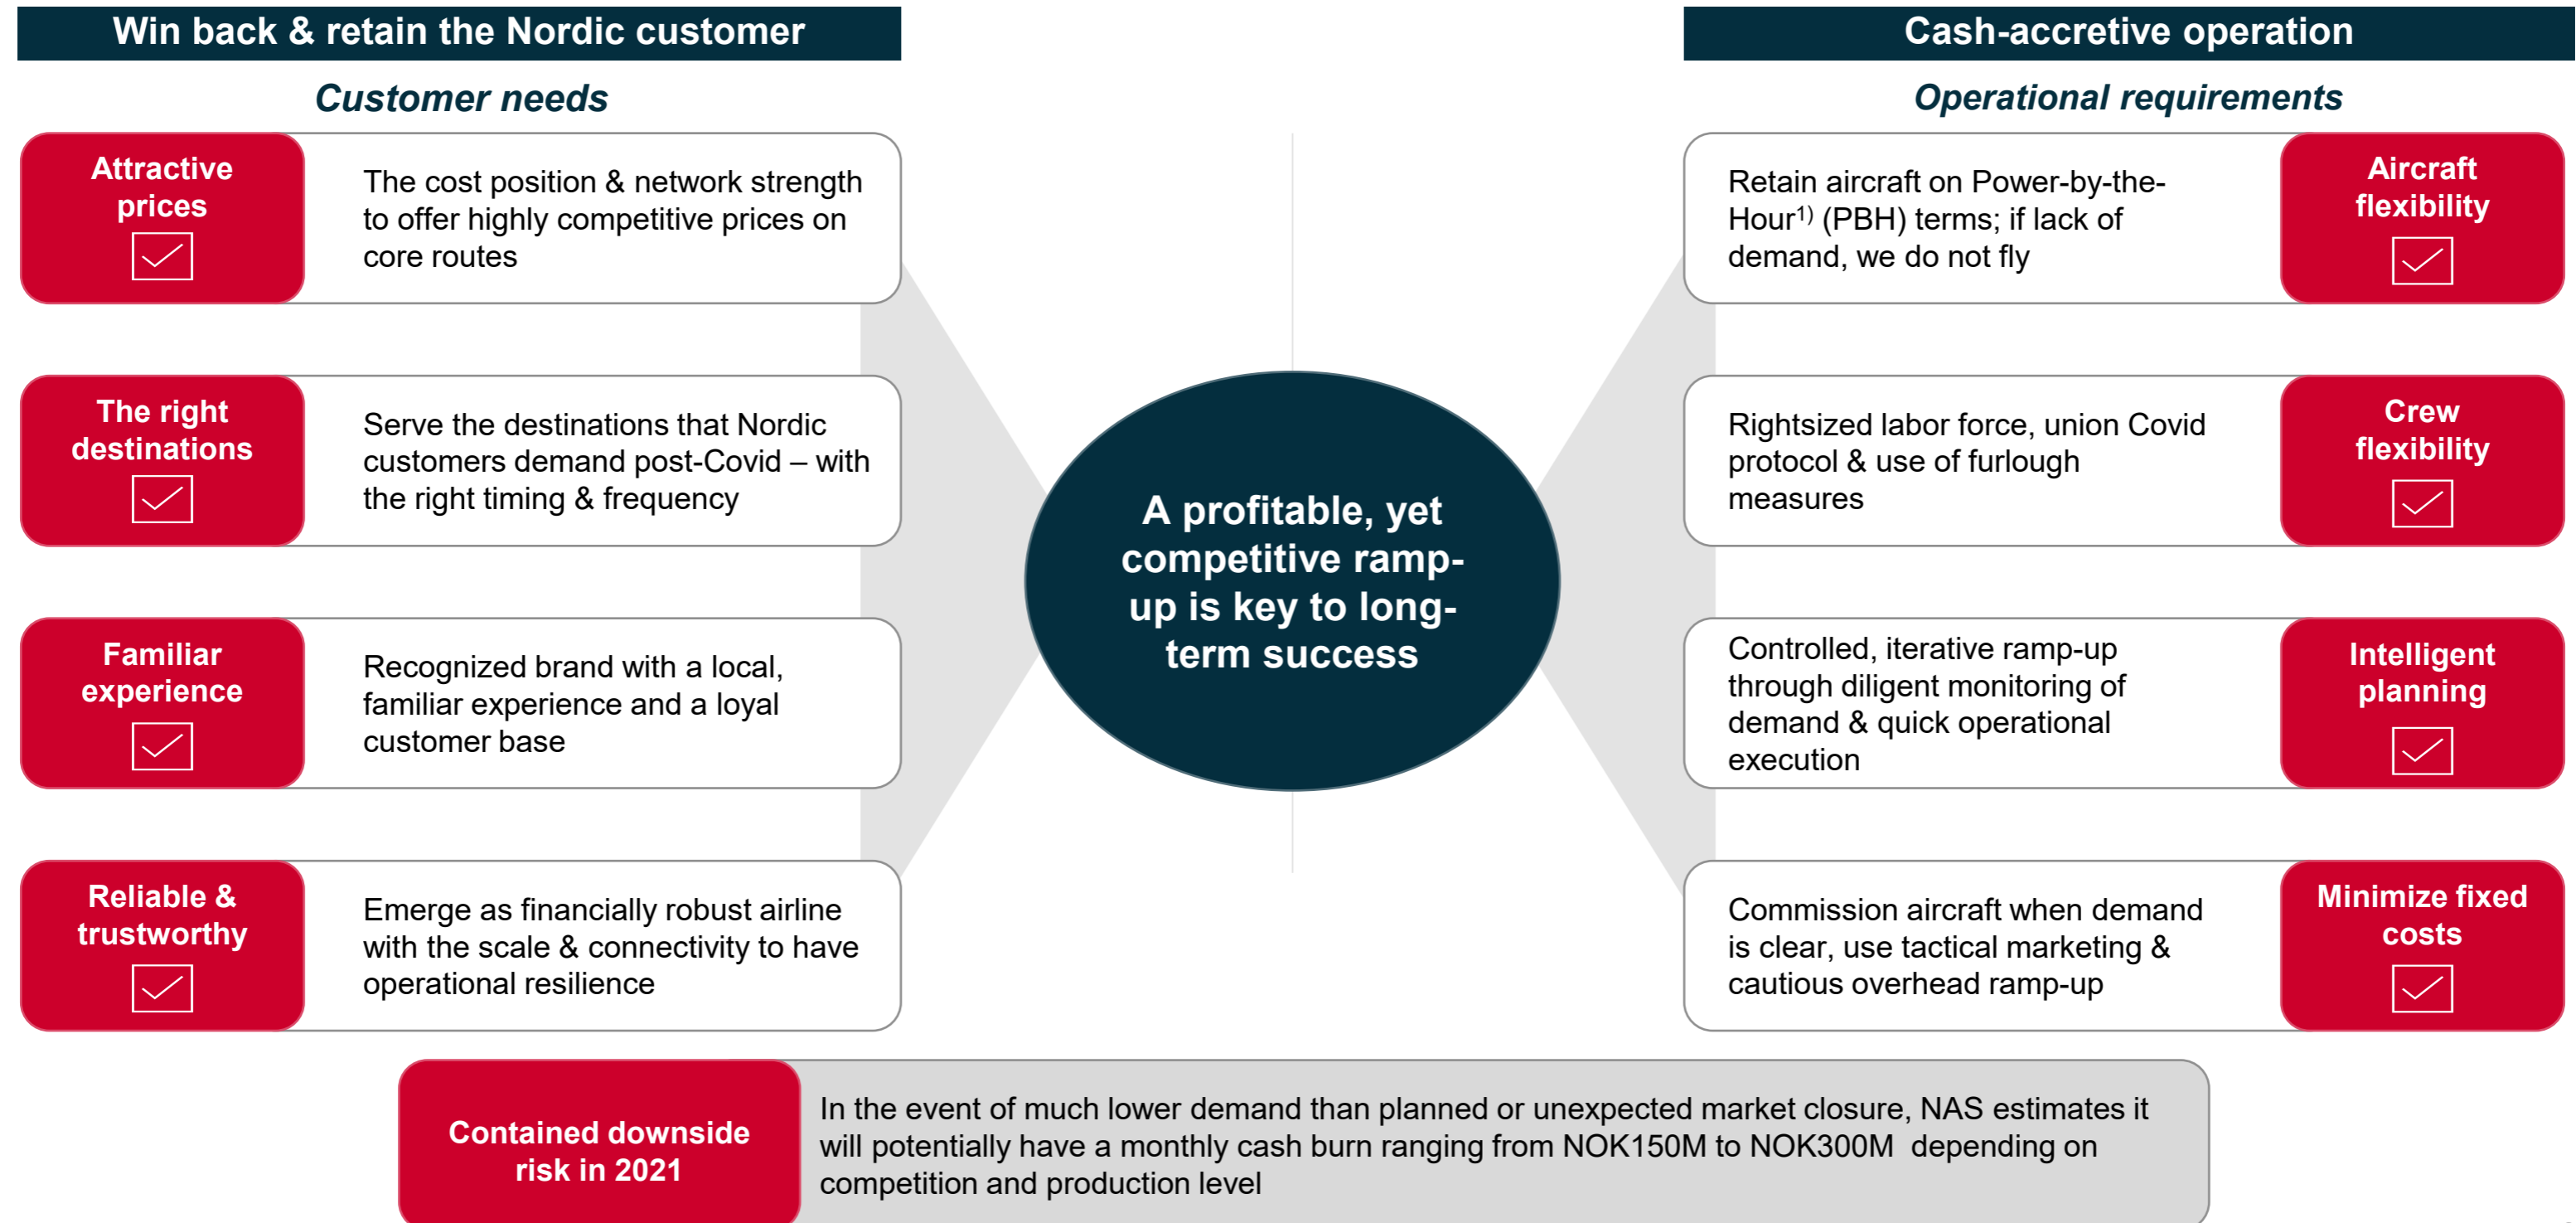 Win back & retain the Nordic customer
Customer needs
Attractive
prices
The cost position & network strength
to offer highly competitive prices on
core routes
The right
destinations
Serve the destinations that Nordic
customers demand post-Covid – with
the right timing & frequency
Familiar
experience
Recognized brand with a local,
familiar experience and a loyal
customer base
Reliable &
trustworthy
Emerge as financially robust airline
with the scale & connectivity to have
operational resilience
A profitable, yet
competitive ramp-
up is key to long-
term success
Cash-accretive operation
Operational requirements
Retain aircraft on Power-by-the-
Hour1) (PBH) terms; if lack of
demand, we do not fly
Aircraft
flexibility
Rightsized labor force, union Covid
protocol & use of furlough
measures
Crew
flexibility
Controlled, iterative ramp-up
through diligent monitoring of
demand & quick operational
execution
Intelligent
planning
Commission aircraft when demand
is clear, use tactical marketing &
cautious overhead ramp-up
Minimize fixed
costs
Contained downside
risk in 2021
In the event of much lower demand than planned or unexpected market closure, NAS estimates it
will potentially have a monthly cash burn ranging from NOK150M to NOK300M  depending on
competition and production level